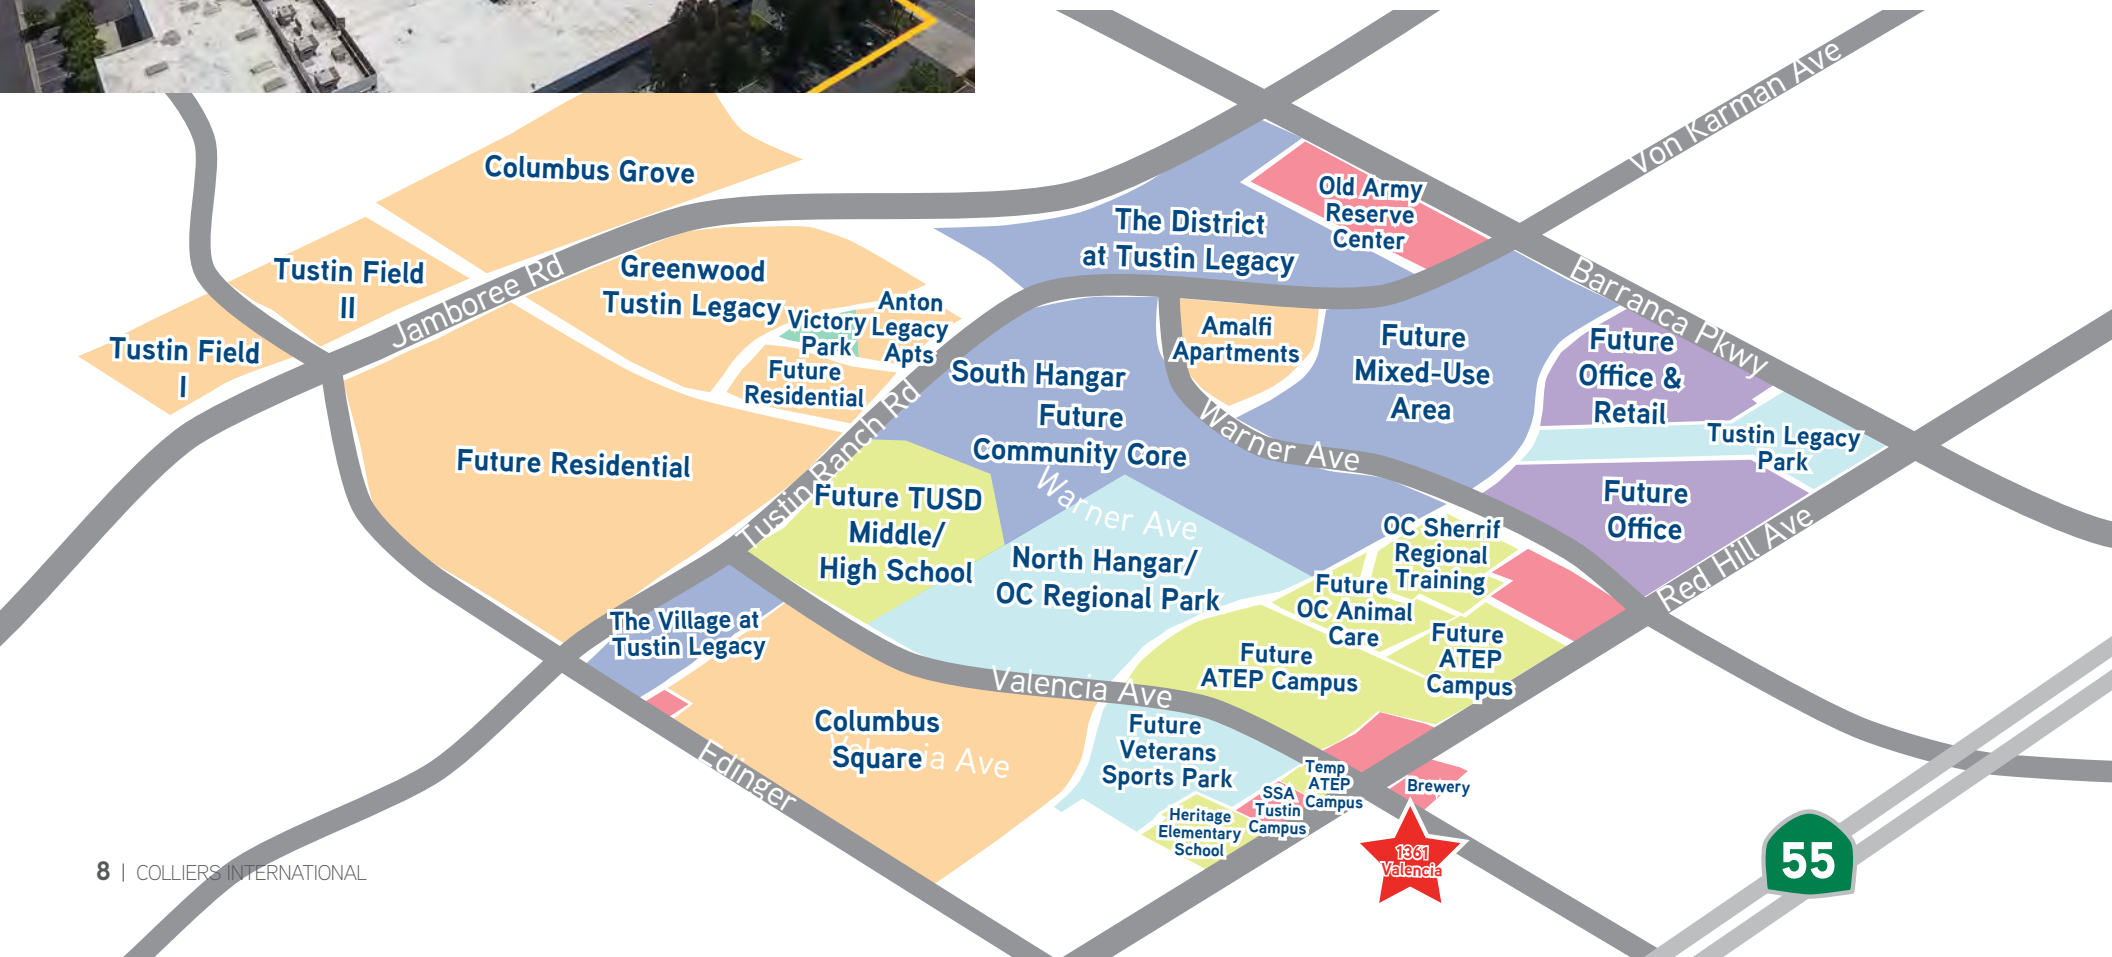 Von Karman Ave
Columbus Grove
Old Army
Reserve
Center
The District
at Tustin Legacy
Tustin Field
II
Jamboree Rd
Greenwood
Tustin Legacy
Anton
Legacy
Apts
Victory
Park
Future
Residential
Tustin Field
I
Barranca Pkwy
Amalfi
Apartments
Future
Mixed-Use
Area
Future
Office &
Retail
South Hangar
Future
Community Core
Warner Ave
Tustin Legacy
Park
Tustin Ranch Rd
Future Residential
Warner Ave
Future TUSD
Middle/
High School
Future
Office
North Hangar/
OC Regional Park
OC Sherrif
Regional
Training
Future
OC Animal
Care
Red Hill Ave
The Village at
Tustin Legacy
Future
ATEP Campus
Future
ATEP
Campus
Valencia Ave
Columbus
Square
Valencia Ave
Edinger
Future
Veterans
Sports Park
Temp
ATEP
Campus
SSA
Tustin
Campus
Heritage
Elementary
School
Brewery
1361
Valencia
55
8 | COLLIERS INTERNATIONAL